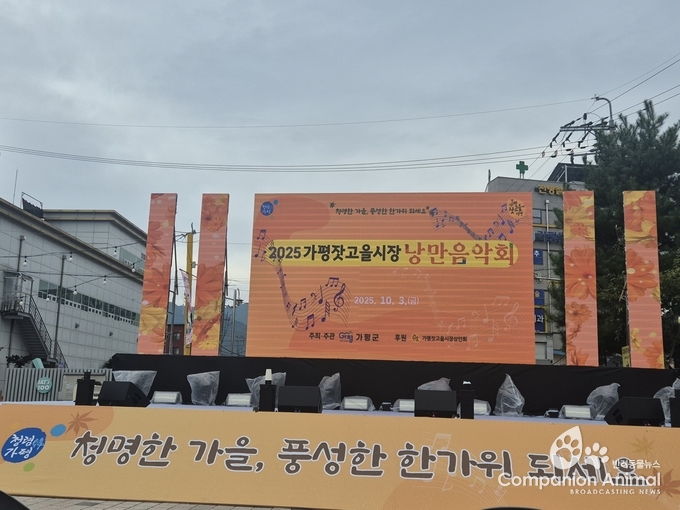 "청명한 가을, 풍성한 한가위 되세요"
2025 가평잣고을시장 낭만음악회
2025. 10. 3.(금)
주최·주관 가평군 후원 가평잣고을시장상인회
청렴
가평
청명한 가을, 풍성한 한가위 되세요
반려동물뉴스
Companion Animal
BROADCASTING NEWS